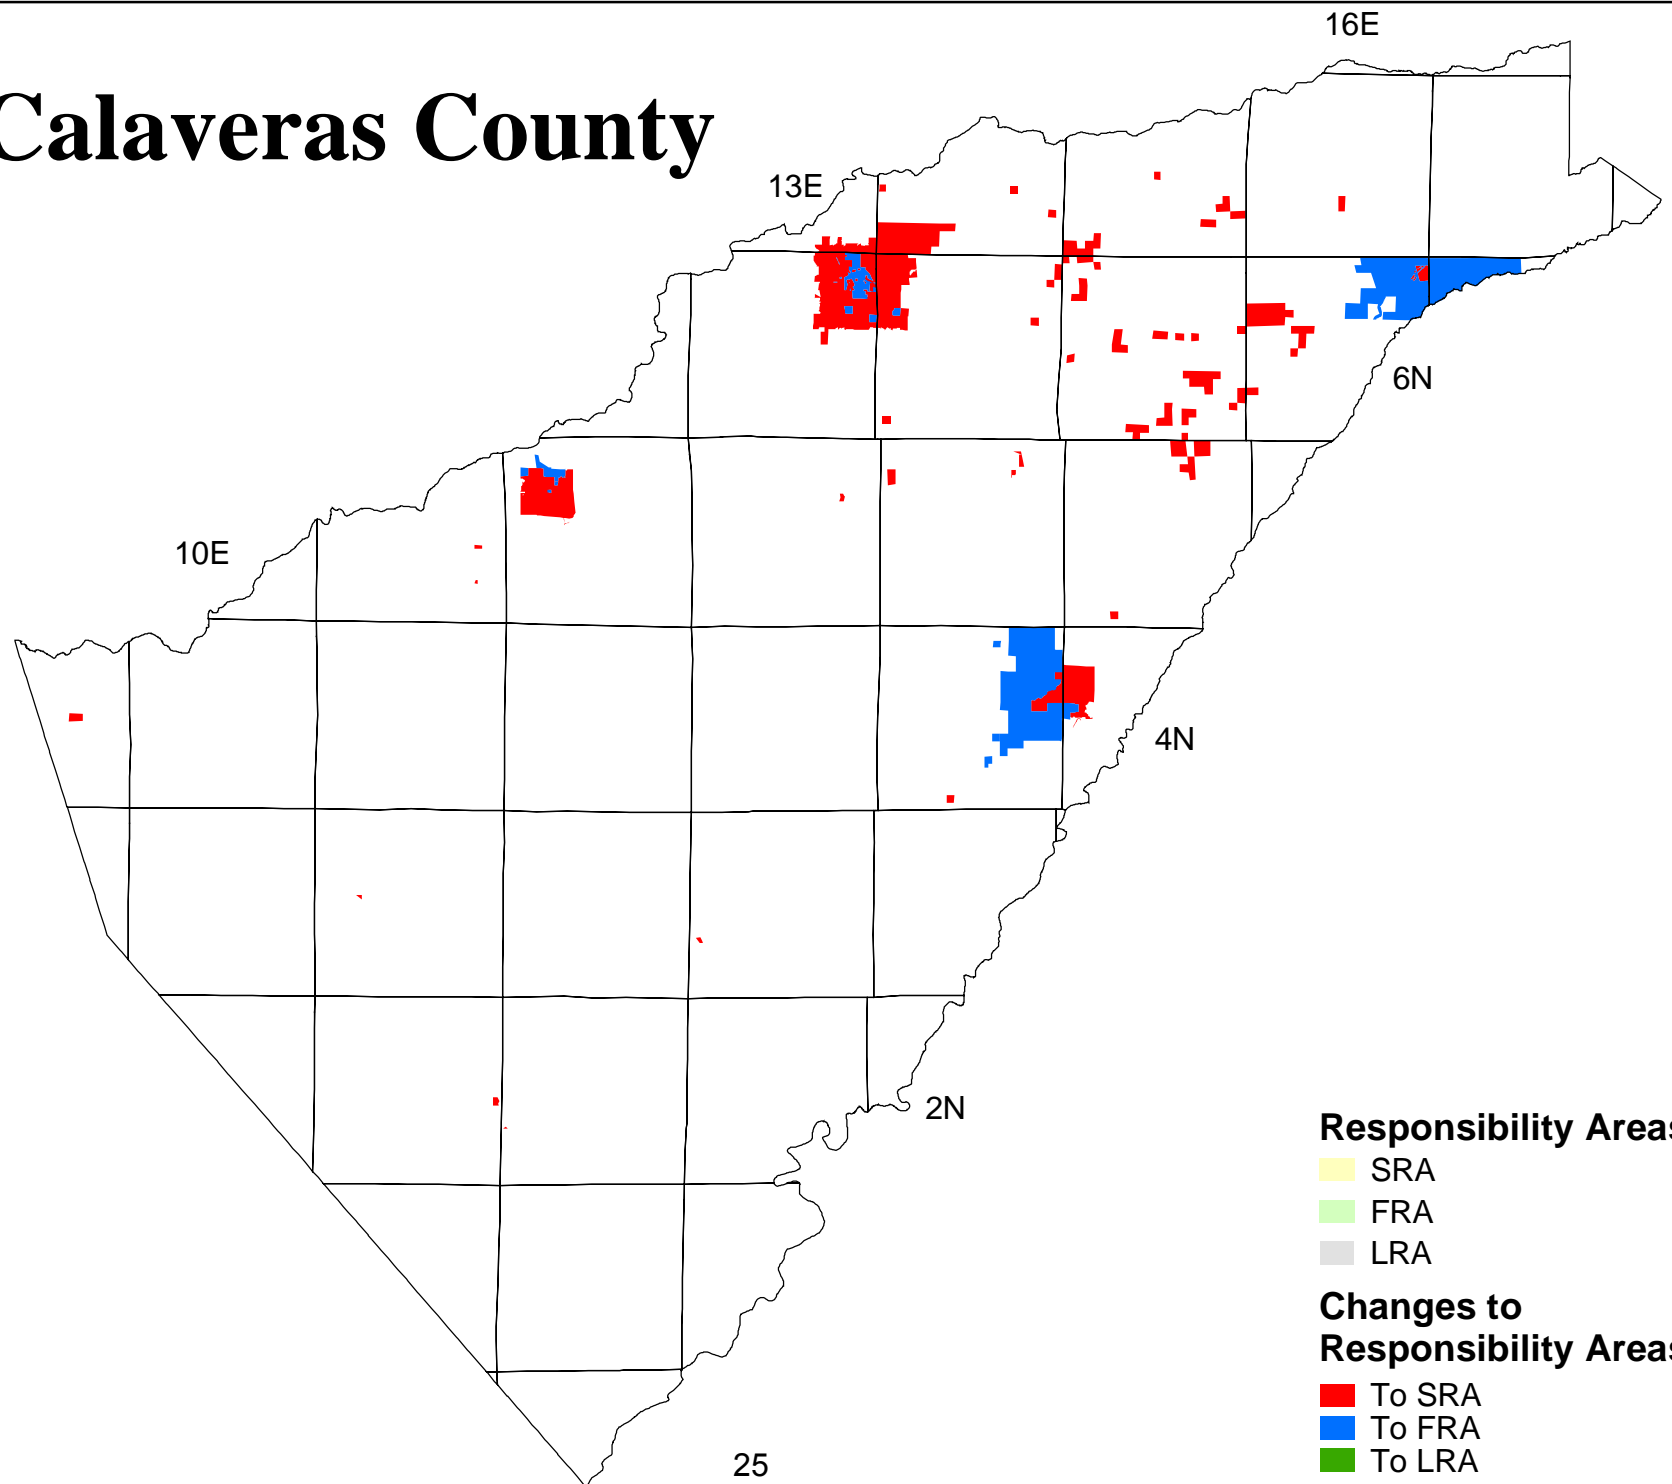 16E
Calaveras County
13E
6N
10E
4N
2N
Responsibility Areas
SRA
FRA
LRA
Changes to
Responsibility Areas
To SRA
To FRA
To LRA
25